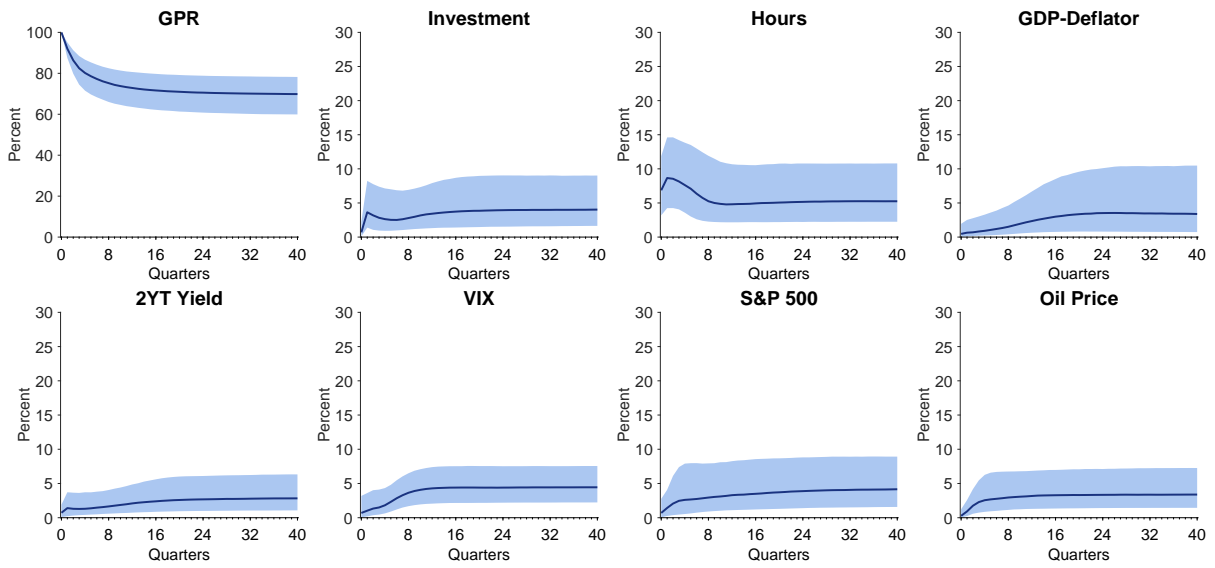 GPR
Investment
Hours
GDP-Deflator
Percent
100
80
60
40
20
0
0 8 16 24 32 40
Quarters
Percent
30
25
20
15
10
5
0
0 8 16 24 32 40
Quarters
Percent
30
25
20
15
10
5
0
0 8 16 24 32 40
Quarters
Percent
30
25
20
15
10
5
0
0 8 16 24 32 40
Quarters
2YT Yield
VIX
S&P 500
Oil Price
Percent
30
25
20
15
10
5
0
0 8 16 24 32 40
Quarters
Percent
30
25
20
15
10
5
0
0 8 16 24 32 40
Quarters
Percent
30
25
20
15
10
5
0
0 8 16 24 32 40
Quarters
Percent
30
25
20
15
10
5
0
0 8 16 24 32 40
Quarters